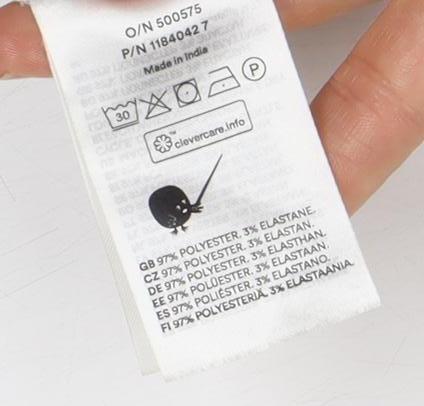 O/N 500575
P/N 1184042 7
Made in India
30 P
clevercare.info
GB 97% POLYESTER, 3% ELASTANE.
CZ 97% POLYESTER, 3% ELASTAN.
DE 97% POLYESTER, 3% ELASTHAN.
EE 97% POLÜESTER, 3% ELASTAAN.
ES 97% POLIÉSTER, 3% ELASTANO.
FI 97% POLYESTERIÄ, 3% ELASTAANIA.